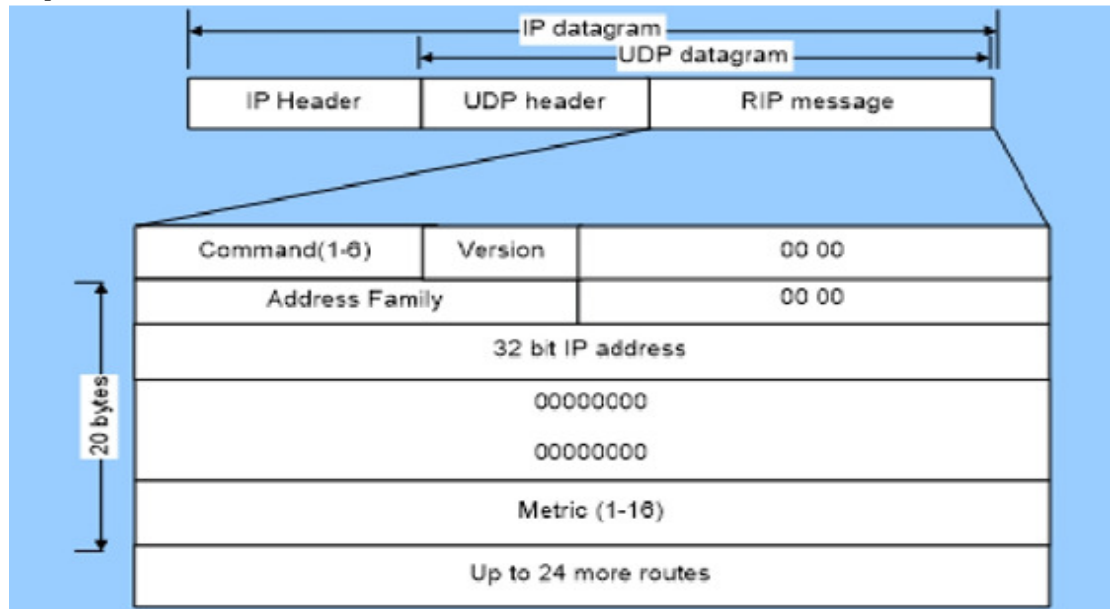 IP datagram
UDP datagram
IP Header
UDP header
RIP message
Command(1-6)
Version
00 00
Address Family
00 00
32 bit IP address
20 bytes
00000000
00000000
Metric (1-16)
Up to 24 more routes